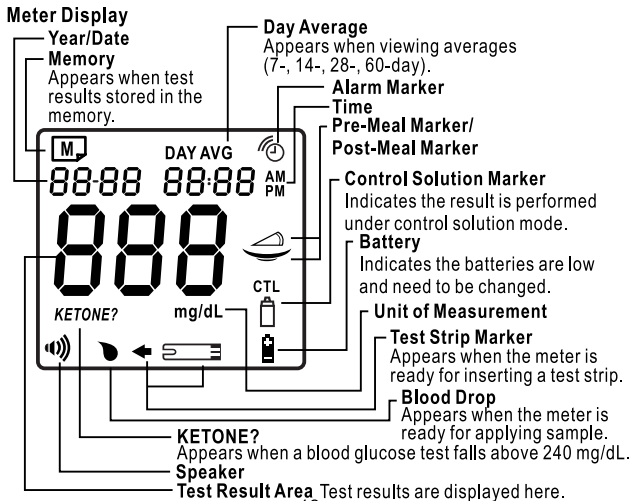 Meter Display
Year/Date
Memory
Appears when test
results stored in the
memory.
Day Average
Appears when viewing averages
(7-, 14-, 28-, 60-day).
Alarm Marker
Time
Pre-Meal Marker/
Post-Meal Marker
Control Solution Marker
Indicates the result is performed
under control solution mode.
Battery
Indicates the batteries are low
and need to be changed.
Unit of Measurement
Test Strip Marker
Appears when the meter is
ready for inserting a test strip.
Blood Drop
Appears when the meter is
ready for applying sample.
M
DAY AVG
88-88 88:88 AM
PM
888
CTL
KETONE? mg/dL
KETONE?
Appears when a blood glucose test falls above 240 mg/dL.
Speaker
Test Result Area Test results are displayed here.